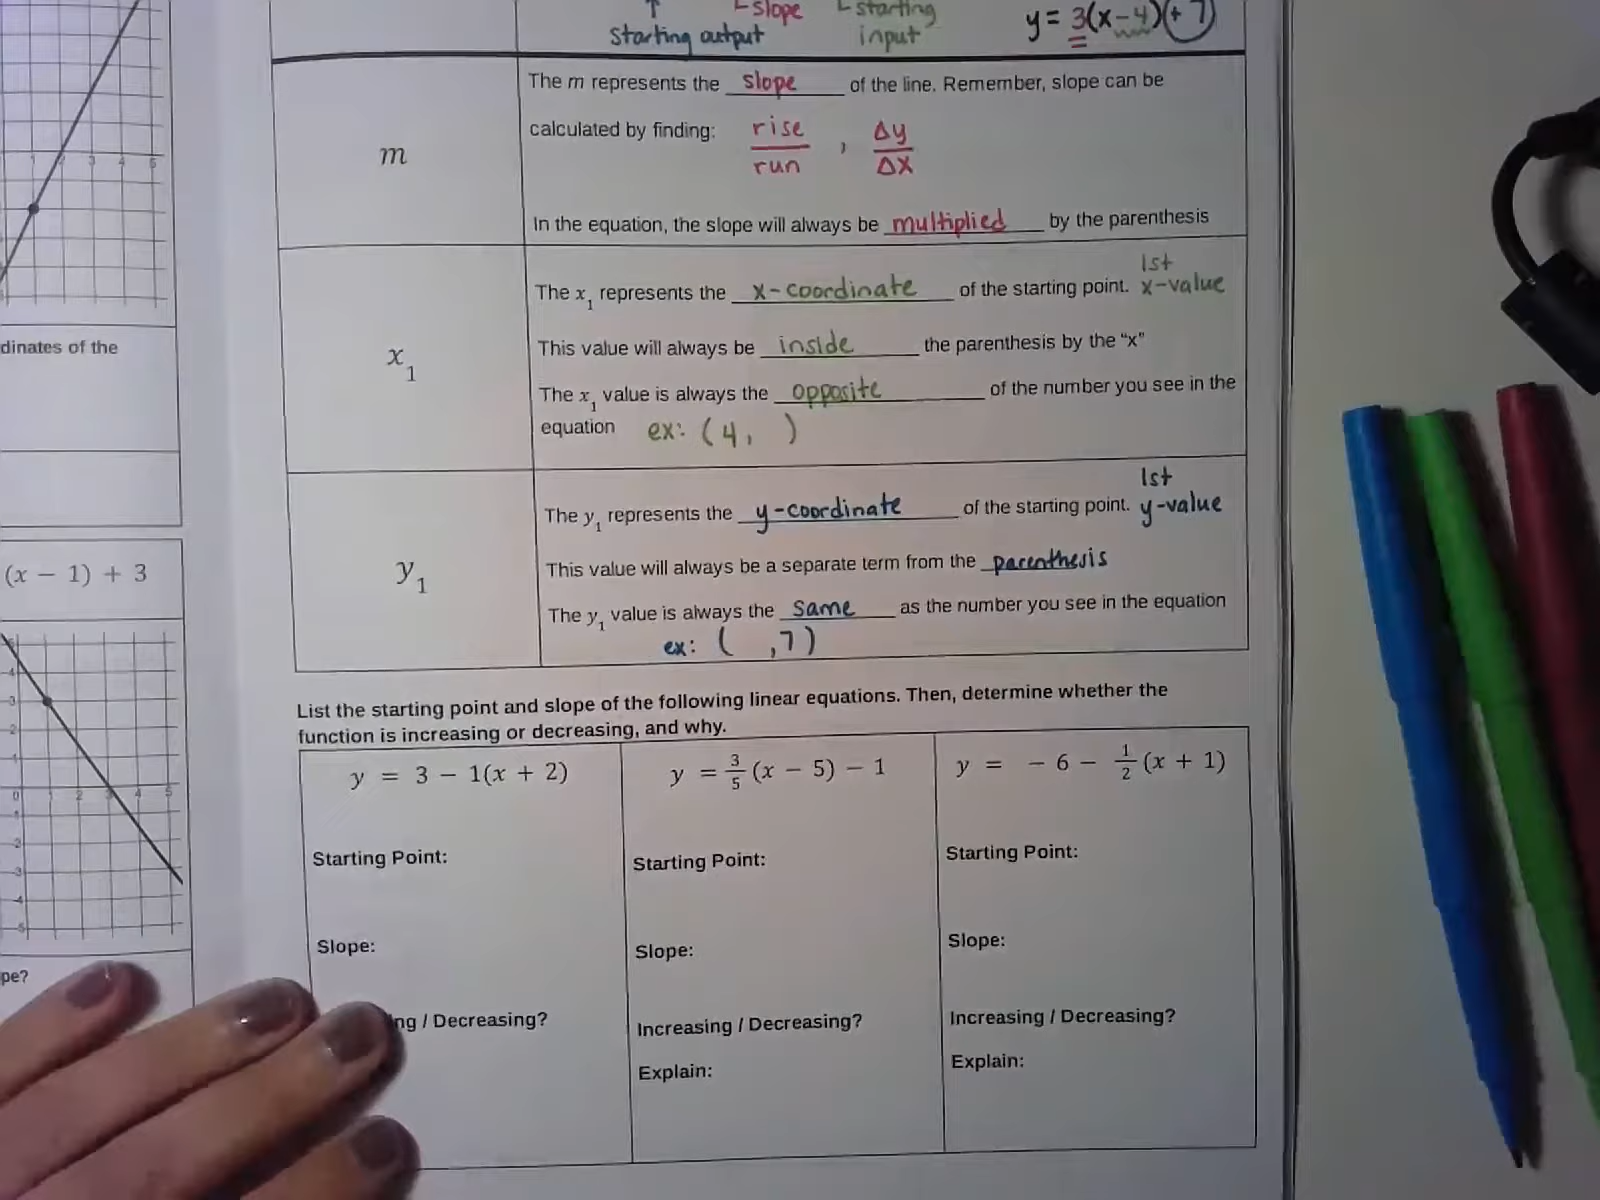 slope
starting
starting output
input
y = 3(x-4)(+ 7)
The m represents the slope of the line. Remember, slope can be
calculated by finding: rise/run , Δy/Δx
m
In the equation, the slope will always be multiplied by the parenthesis
1st
The x₁ represents the x-coordinate of the starting point. x-value
This value will always be inside the parenthesis by the “x”
x₁
The x₁ value is always the opposite of the number you see in the
equation ex: (4, )
1st
The y₁ represents the y-coordinate of the starting point. y-value
This value will always be a separate term from the parenthesis
y₁
The y₁ value is always the same as the number you see in the equation
ex: ( ,7)
List the starting point and slope of the following linear equations. Then, determine whether the
function is increasing or decreasing, and why.
y = 3 − 1(x + 2)
Starting Point:
Slope:
ng / Decreasing?
y = 3/5 (x − 5) − 1
Starting Point:
Slope:
Increasing / Decreasing?
Explain:
y = − 6 − 1/2 (x + 1)
Starting Point:
Slope:
Increasing / Decreasing?
Explain:
dinates of the
(x − 1) + 3
pe?